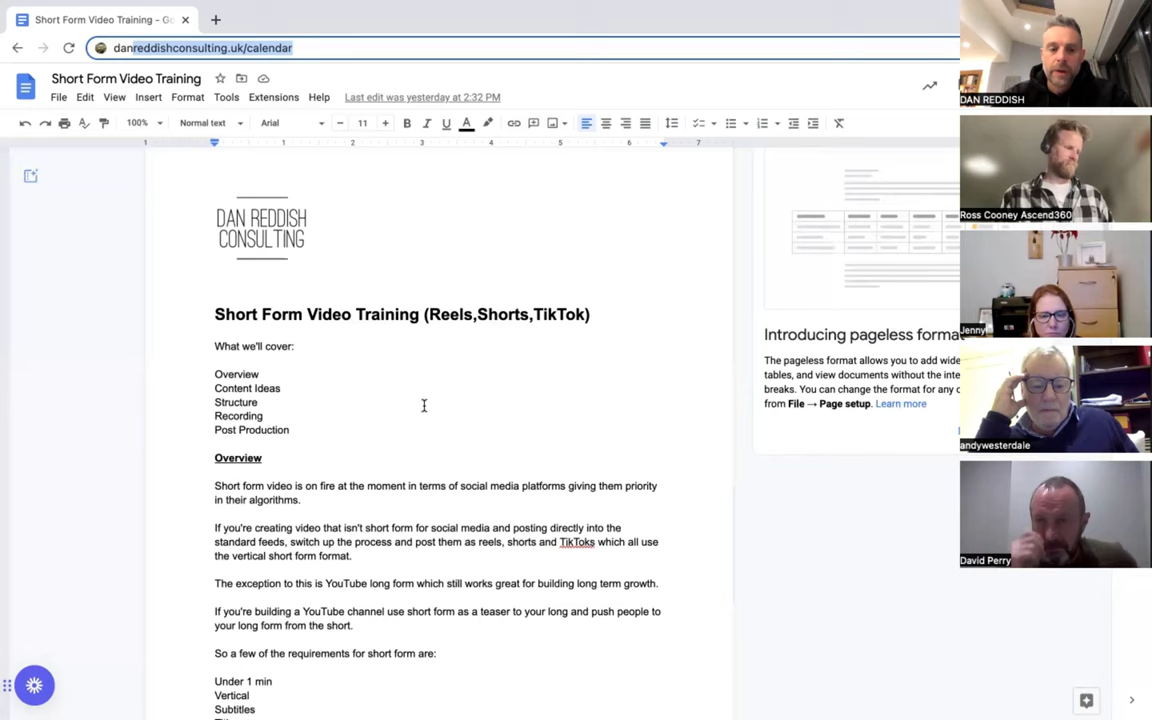 Short Form Video Training - Go
danreddishconsulting.uk/calendar
Short Form Video Training
File Edit View Insert Format Tools Extensions Help Last edit was yesterday at 2:32 PM
100% Normal text Arial 11
1 1 2 3 4 5 6 7
DAN REDDISH
CONSULTING
Short Form Video Training (Reels,Shorts,TikTok)
What we'll cover:
Overview
Content Ideas
Structure
Recording
Post Production
Overview
Short form video is on fire at the moment in terms of social media platforms giving them priority
in their algorithms.
If you're creating video that isn't short form for social media and posting directly into the
standard feeds, switch up the process and post them as reels, shorts and TikToks which all use
the vertical short form format.
The exception to this is YouTube long form which still works great for building long term growth.
If you're building a YouTube channel use short form as a teaser to your long and push people to
your long form from the short.
So a few of the requirements for short form are:
Under 1 min
Vertical
Subtitles
Introducing pageless format
The pageless format allows you to add wide
tables, and view documents without the inte
breaks. You can change the format for any d
from File → Page setup. Learn more
DAN REDDISH
Ross Cooney Ascend360
Jenny
andywesterdale
David Perry